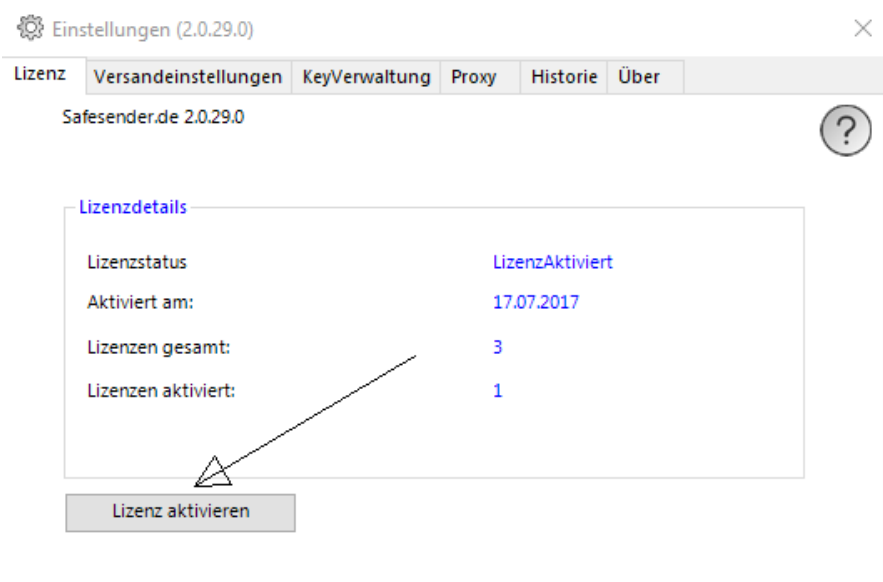 Einstellungen (2.0.29.0)
Lizenz Versandeinstellungen KeyVerwaltung Proxy Historie Über
Safesender.de 2.0.29.0
?
Lizenzdetails
Lizenzstatus LizenzAktiviert
Aktiviert am: 17.07.2017
Lizenzen gesamt: 3
Lizenzen aktiviert: 1
Lizenz aktivieren